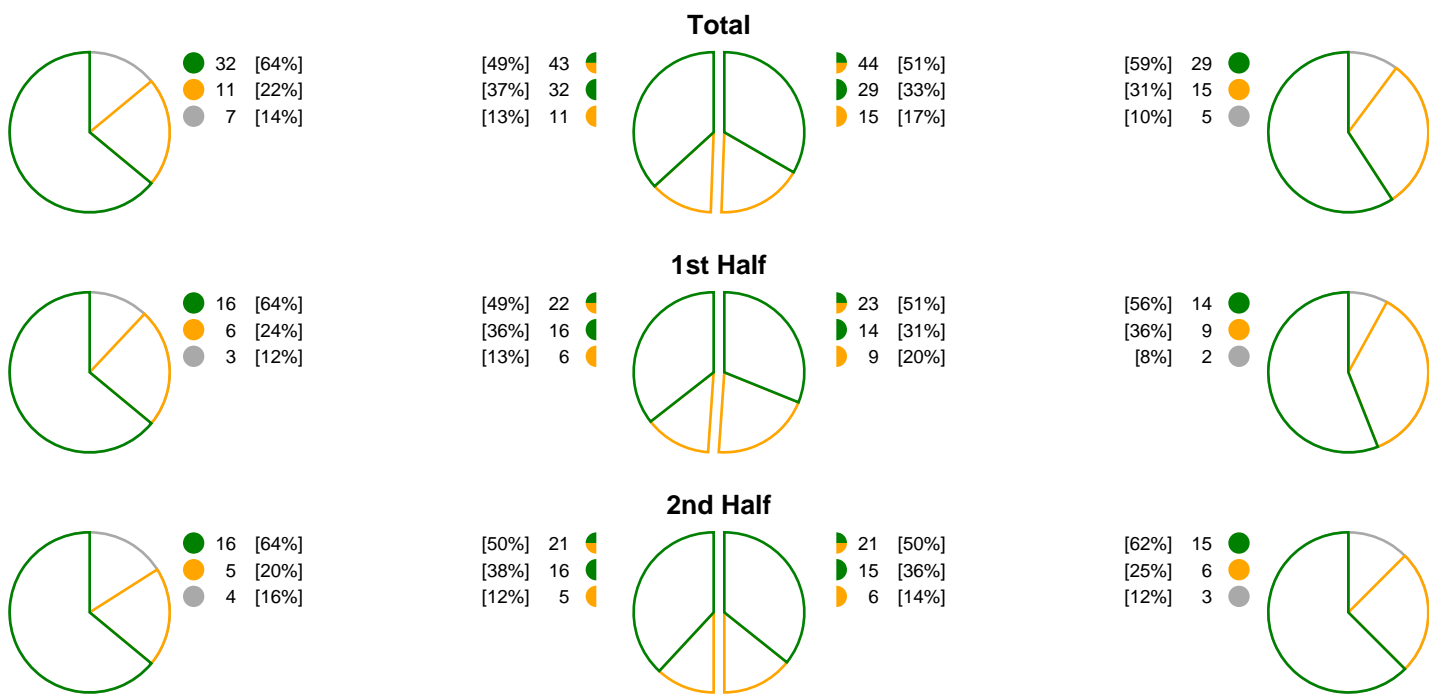 Total
32 [64%] [49%] 43 44 [51%] [59%] 29
11 [22%] [37%] 32 29 [33%] [31%] 15
7 [14%] [13%] 11 15 [17%] [10%] 5
1st Half
16 [64%] [49%] 22 23 [51%] [56%] 14
6 [24%] [36%] 16 14 [31%] [36%] 9
3 [12%] [13%] 6 9 [20%] [8%] 2
2nd Half
16 [64%] [50%] 21 21 [50%] [62%] 15
5 [20%] [38%] 16 15 [36%] [25%] 6
4 [16%] [12%] 5 6 [14%] [12%] 3